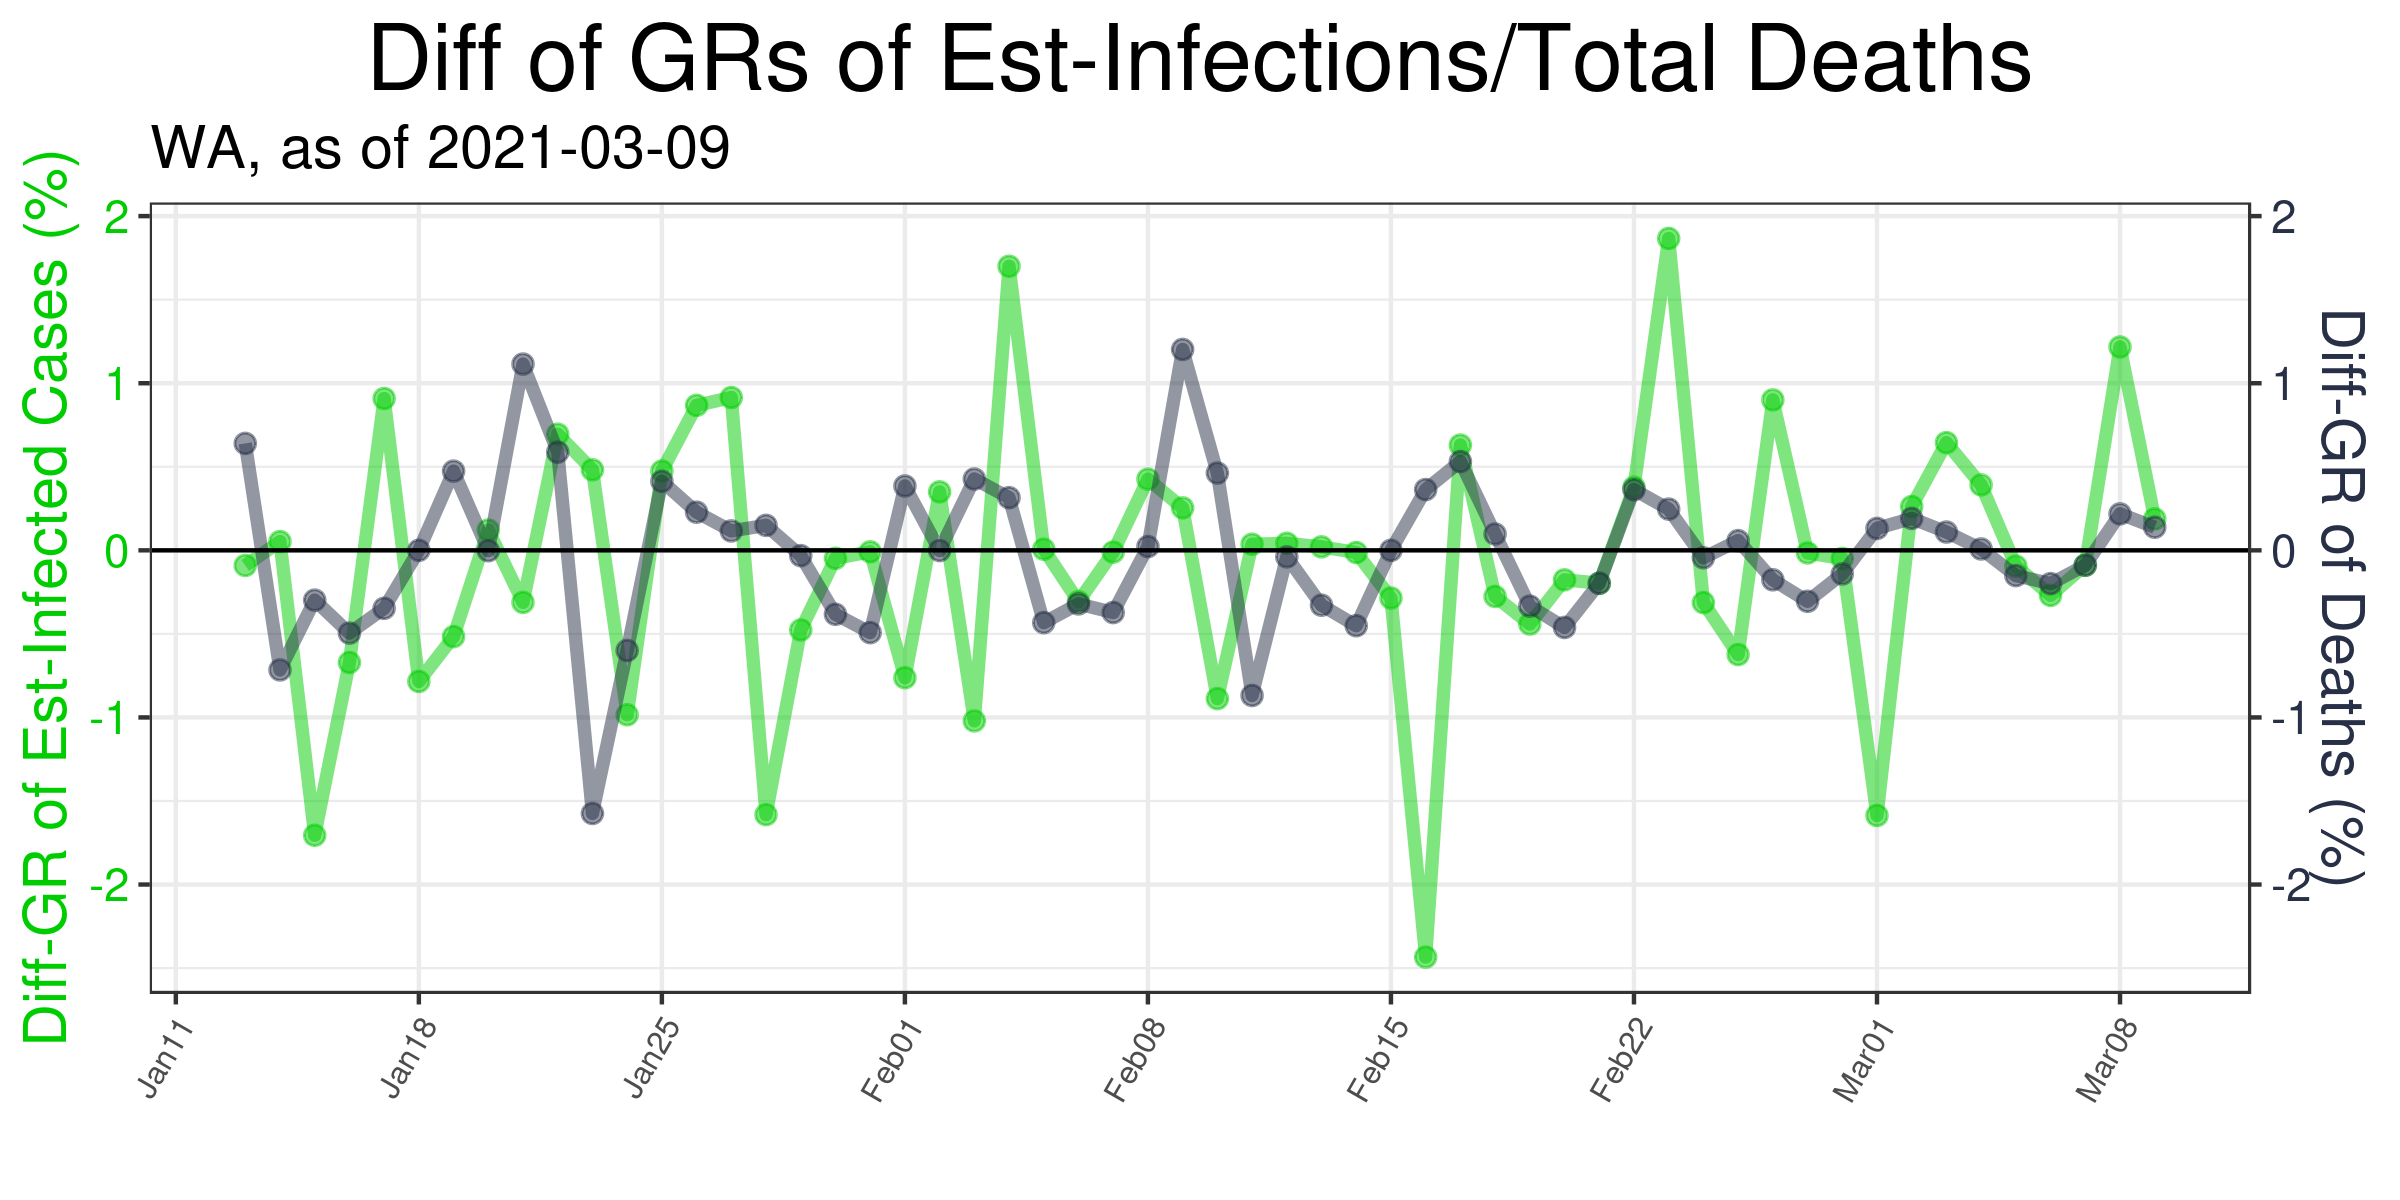 Diff of GRs of Est-Infections/Total Deaths
WA, as of 2021-03-09
Diff-GR of Est-Infected Cases (%)
2
1
0
-1
-2
2
1
0
-1
-2
Diff-GR of Deaths (%)
Jan11
Jan18
Jan25
Feb01
Feb08
Feb15
Feb22
Mar01
Mar08